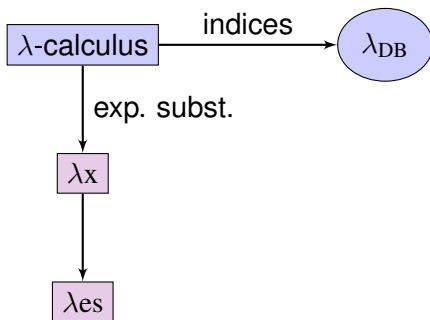 indices
λ-calculus
λDB
exp. subst.
λx
λes